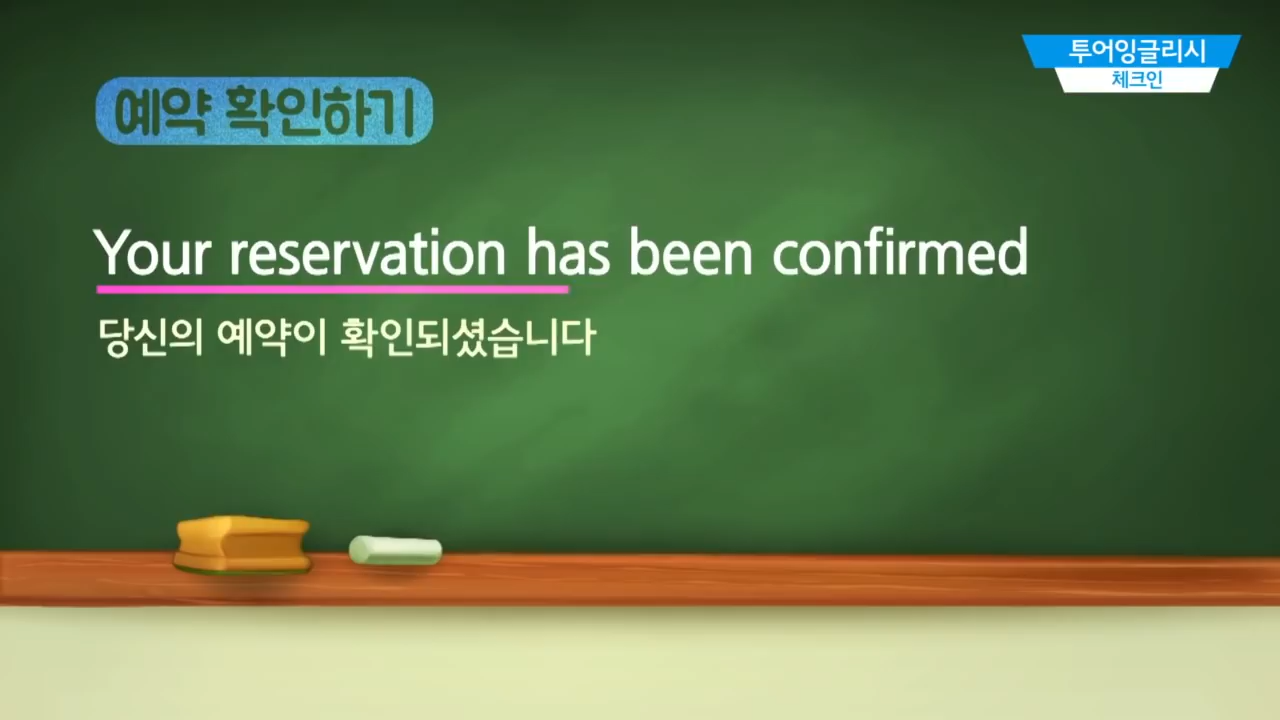 투어잉글리시
체크인
예약 확인하기
Your reservation has been confirmed
당신의 예약이 확인되셨습니다